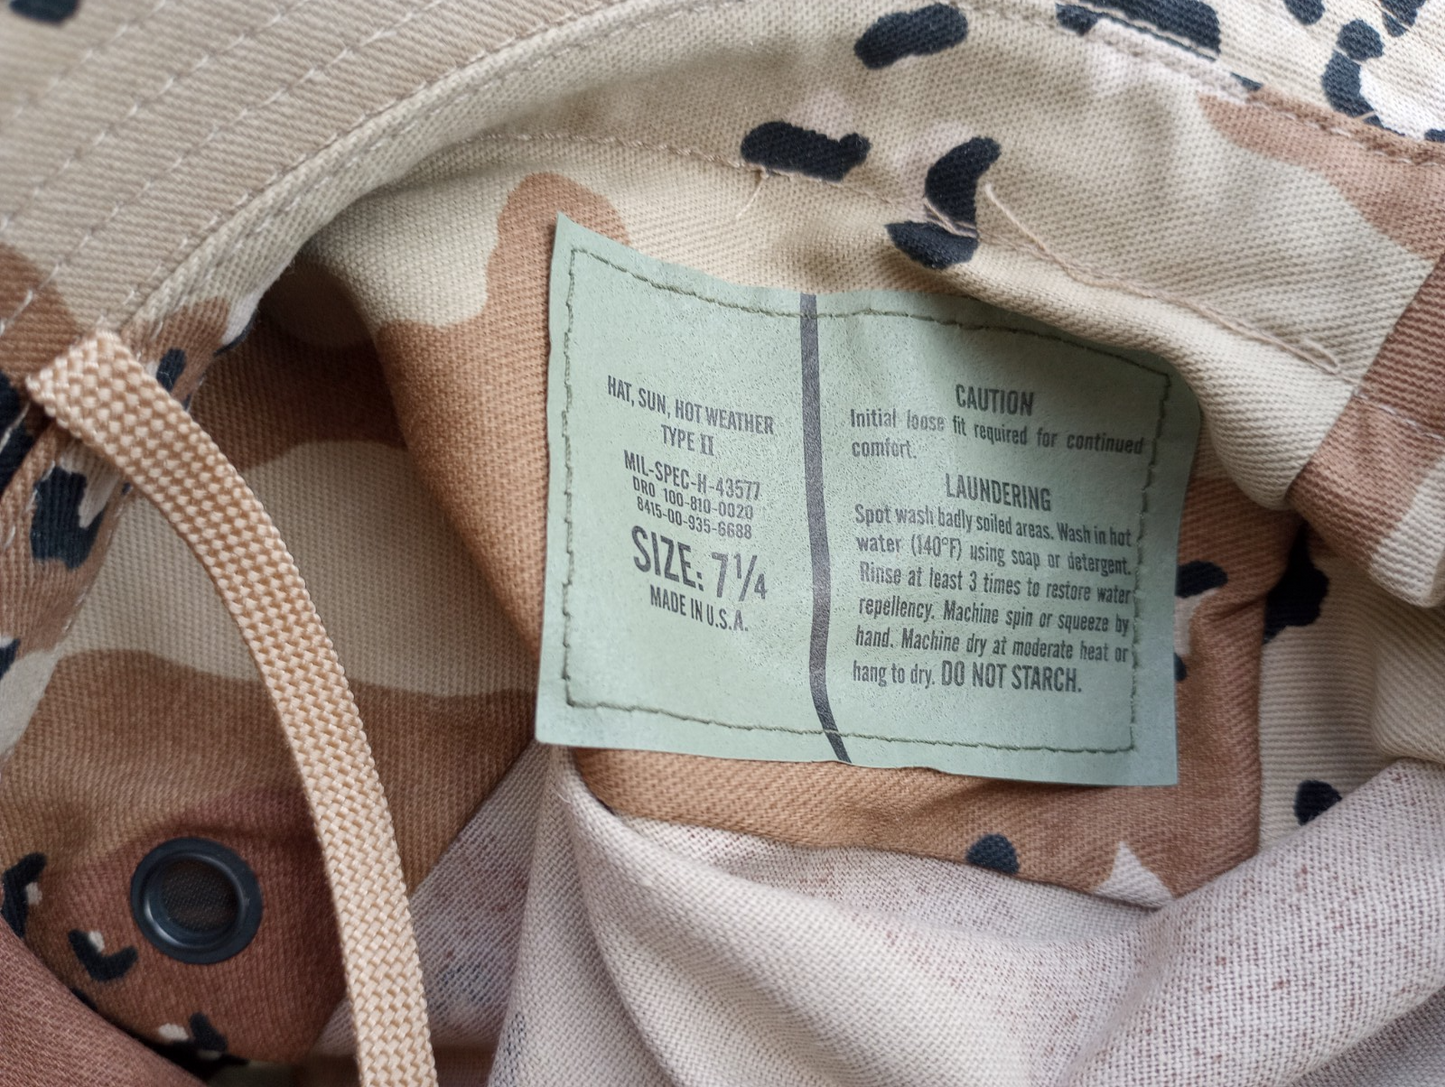 HAT, SUN, HOT WEATHER
TYPE II
MIL-SPEC-H-43577
DRO 100-810-0020
8415-00-935-6688
SIZE: 7 1/4
MADE IN U.S.A.
CAUTION
Initial loose fit required for continued
comfort.
LAUNDERING
Spot wash badly soiled areas. Wash in hot
water (140°F) using soap or detergent.
Rinse at least 3 times to restore water
repellency. Machine spin or squeeze by
hand. Machine dry at moderate heat or
hang to dry. DO NOT STARCH.